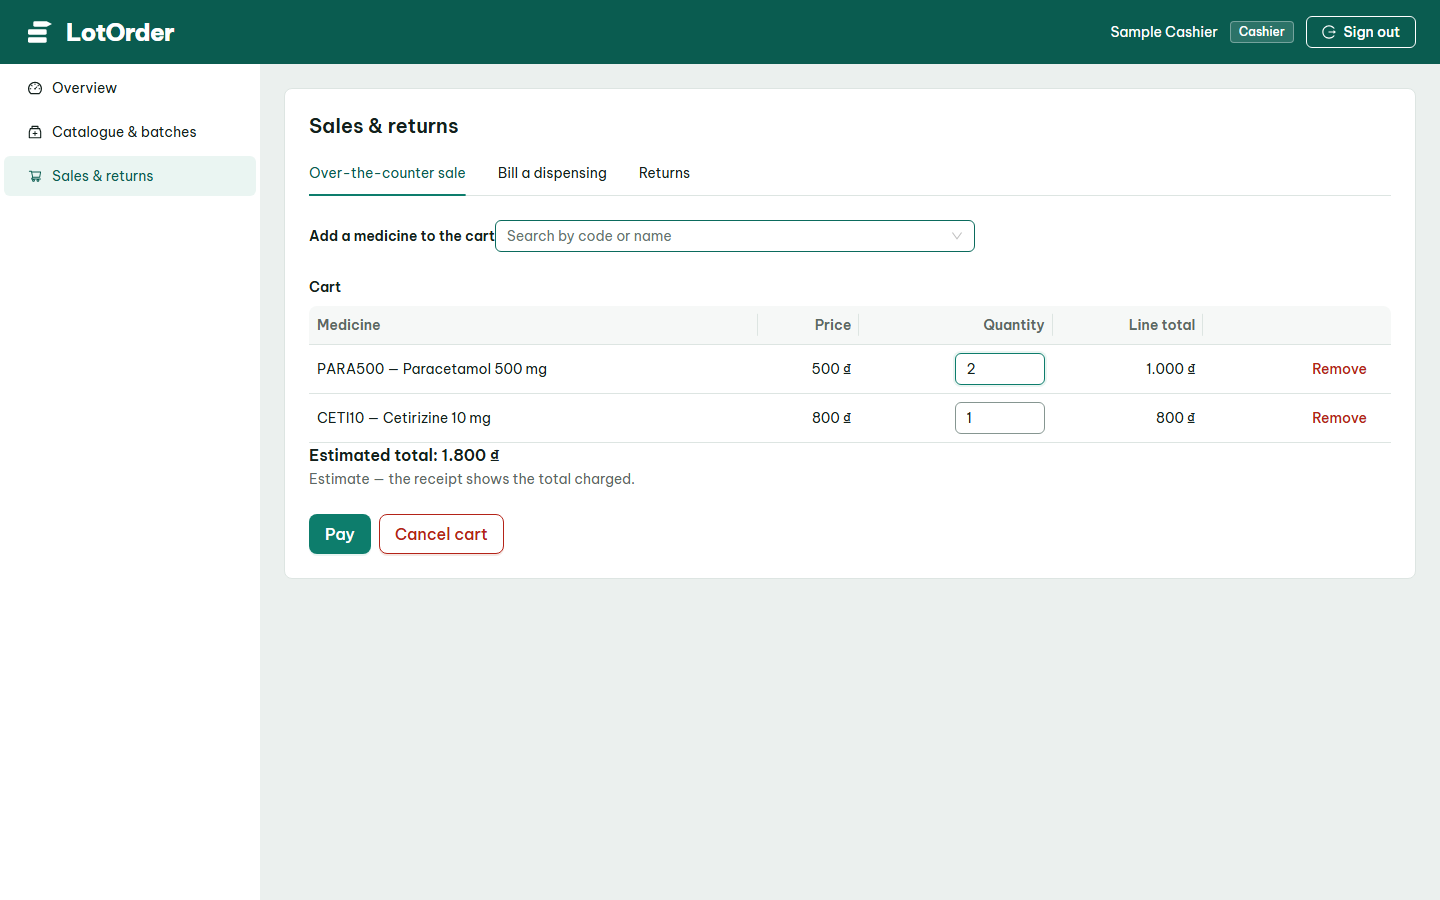 LotOrder
Sample Cashier Cashier Sign out
Overview
Catalogue & batches
Sales & returns
Sales & returns
Over-the-counter sale Bill a dispensing Returns
Add a medicine to the cart Search by code or name
Cart
Medicine Price Quantity Line total
PARA500 — Paracetamol 500 mg 500 ₫ 2 1.000 ₫ Remove
CETI10 — Cetirizine 10 mg 800 ₫ 1 800 ₫ Remove
Estimated total: 1.800 ₫
Estimate — the receipt shows the total charged.
Pay Cancel cart